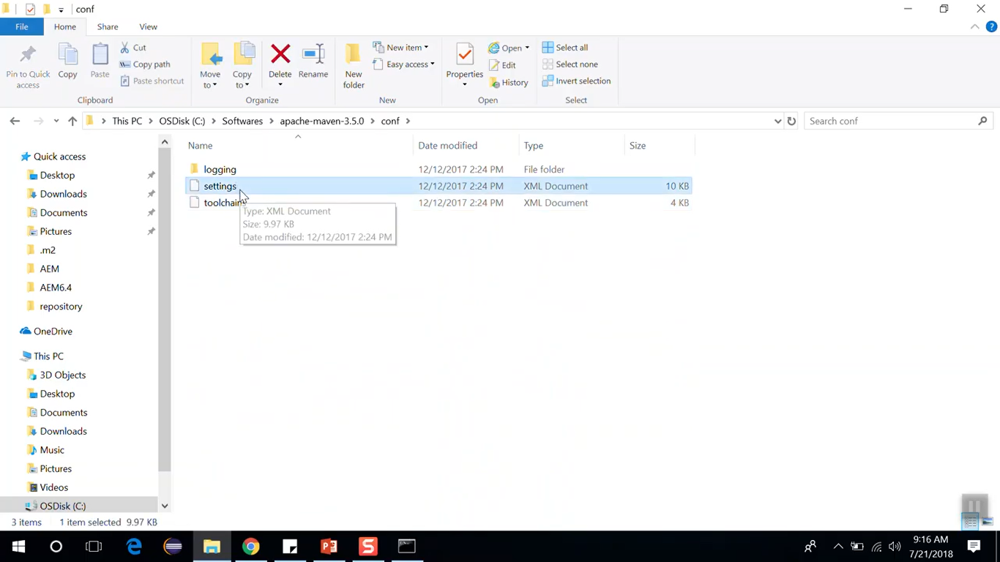 conf
File Home Share View
Pin to Quick access
Copy
Paste
Cut
Copy path
Paste shortcut
Clipboard
Move to
Copy to
Delete
Rename
Organize
New folder
New item
Easy access
New
Properties
Open
Edit
History
Open
Select all
Select none
Invert selection
Select
This PC OSDisk (C:) Softwares apache-maven-3.5.0 conf
Search conf
Name Date modified Type Size
logging 12/12/2017 2:24 PM File folder
settings 12/12/2017 2:24 PM XML Document 10 KB
toolchain 12/12/2017 2:24 PM XML Document 4 KB
Type: XML Document
Size: 9.97 KB
Date modified: 12/12/2017 2:24 PM
Quick access
Desktop
Downloads
Documents
Pictures
.m2
AEM
AEM6.4
repository
OneDrive
This PC
3D Objects
Desktop
Documents
Downloads
Music
Pictures
Videos
OSDisk (C:)
3 items 1 item selected 9.97 KB
9:16 AM
7/21/2018